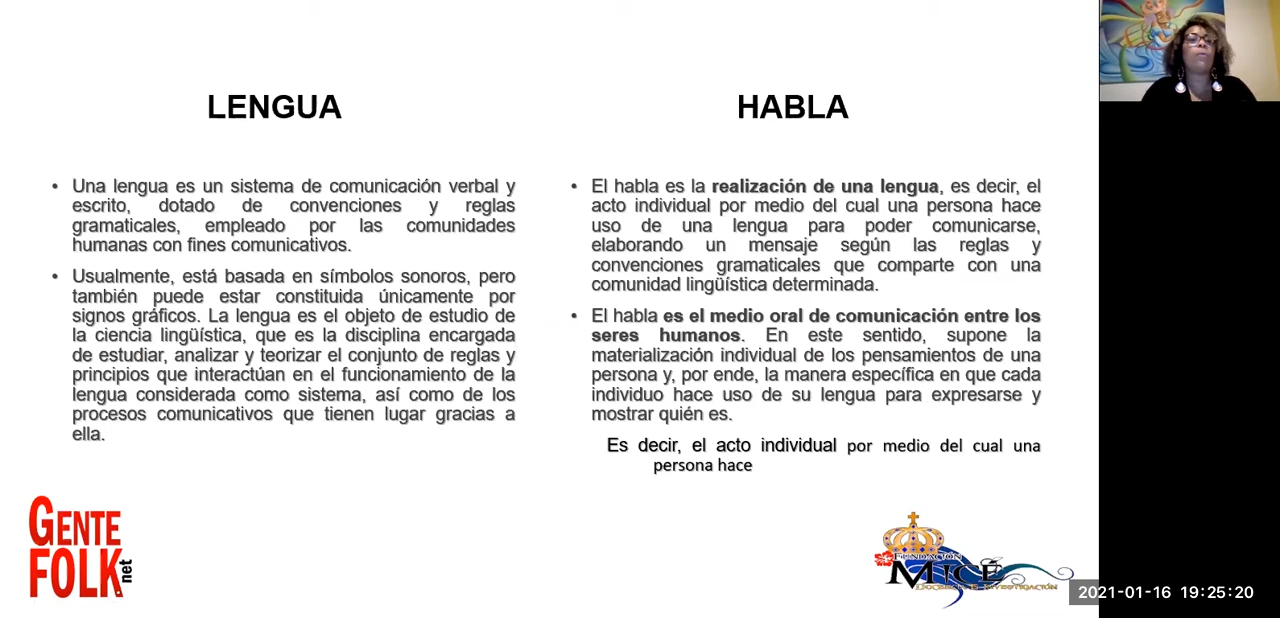 LENGUA
• Una lengua es un sistema de comunicación verbal y
escrito, dotado de convenciones y reglas
gramaticales, empleado por las comunidades
humanas con fines comunicativos.
• Usualmente, está basada en símbolos sonoros, pero
también puede estar constituida únicamente por
signos gráficos. La lengua es el objeto de estudio de
la ciencia lingüística, que es la disciplina encargada
de estudiar, analizar y teorizar el conjunto de reglas y
principios que interactúan en el funcionamiento de la
lengua considerada como sistema, así como de los
procesos comunicativos que tienen lugar gracias a
ella.
HABLA
• El habla es la realización de una lengua, es decir, el
acto individual por medio del cual una persona hace
uso de una lengua para poder comunicarse,
elaborando un mensaje según las reglas y
convenciones gramaticales que comparte con una
comunidad lingüística determinada.
• El habla es el medio oral de comunicación entre los
seres humanos. En este sentido, supone la
materialización individual de los pensamientos de una
persona y, por ende, la manera específica en que cada
individuo hace uso de su lengua para expresarse y
mostrar quién es.
Es decir, el acto individual por medio del cual una
persona hace
GENTE
FOLK.net
FUNDACIÓN
MICÉ
DOCENCIA E INVESTIGACIÓN
2021-01-16 19:25:20